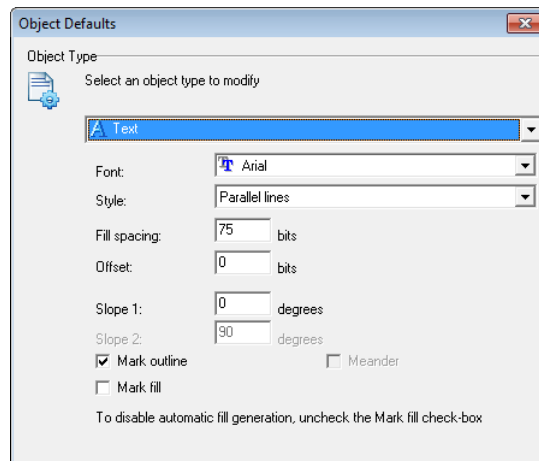 Object Defaults
Object Type
Select an object type to modify
Text
Font: Arial
Style: Parallel lines
Fill spacing: 75 bits
Offset: 0 bits
Slope 1: 0 degrees
Slope 2: 90 degrees
Mark outline Meander
Mark fill
To disable automatic fill generation, uncheck the Mark fill check-box